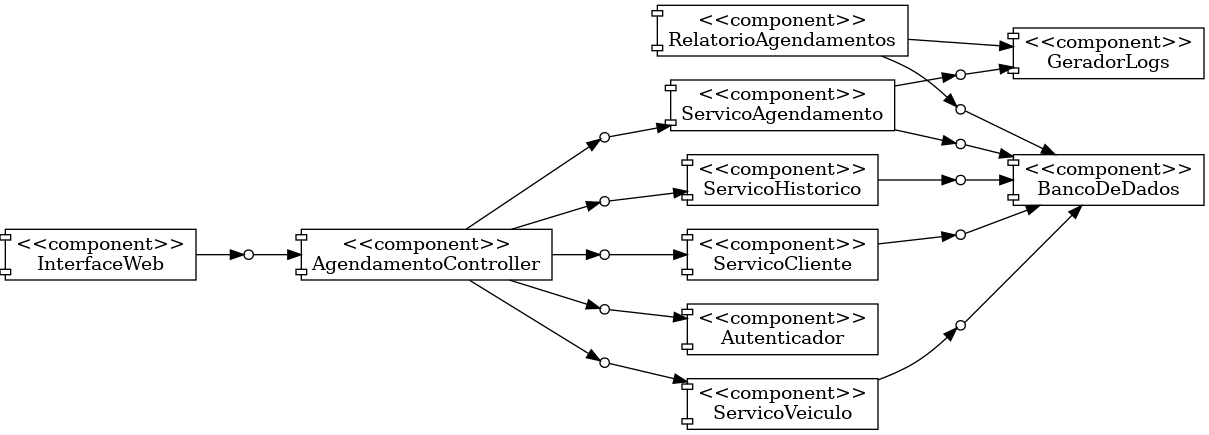 <<component>>
RelatorioAgendamentos
<<component>>
GeradorLogs
<<component>>
ServicoAgendamento
<<component>>
ServicoHistorico
<<component>>
BancoDeDados
<<component>>
InterfaceWeb
<<component>>
AgendamentoController
<<component>>
ServicoCliente
<<component>>
Autenticador
<<component>>
ServicoVeiculo